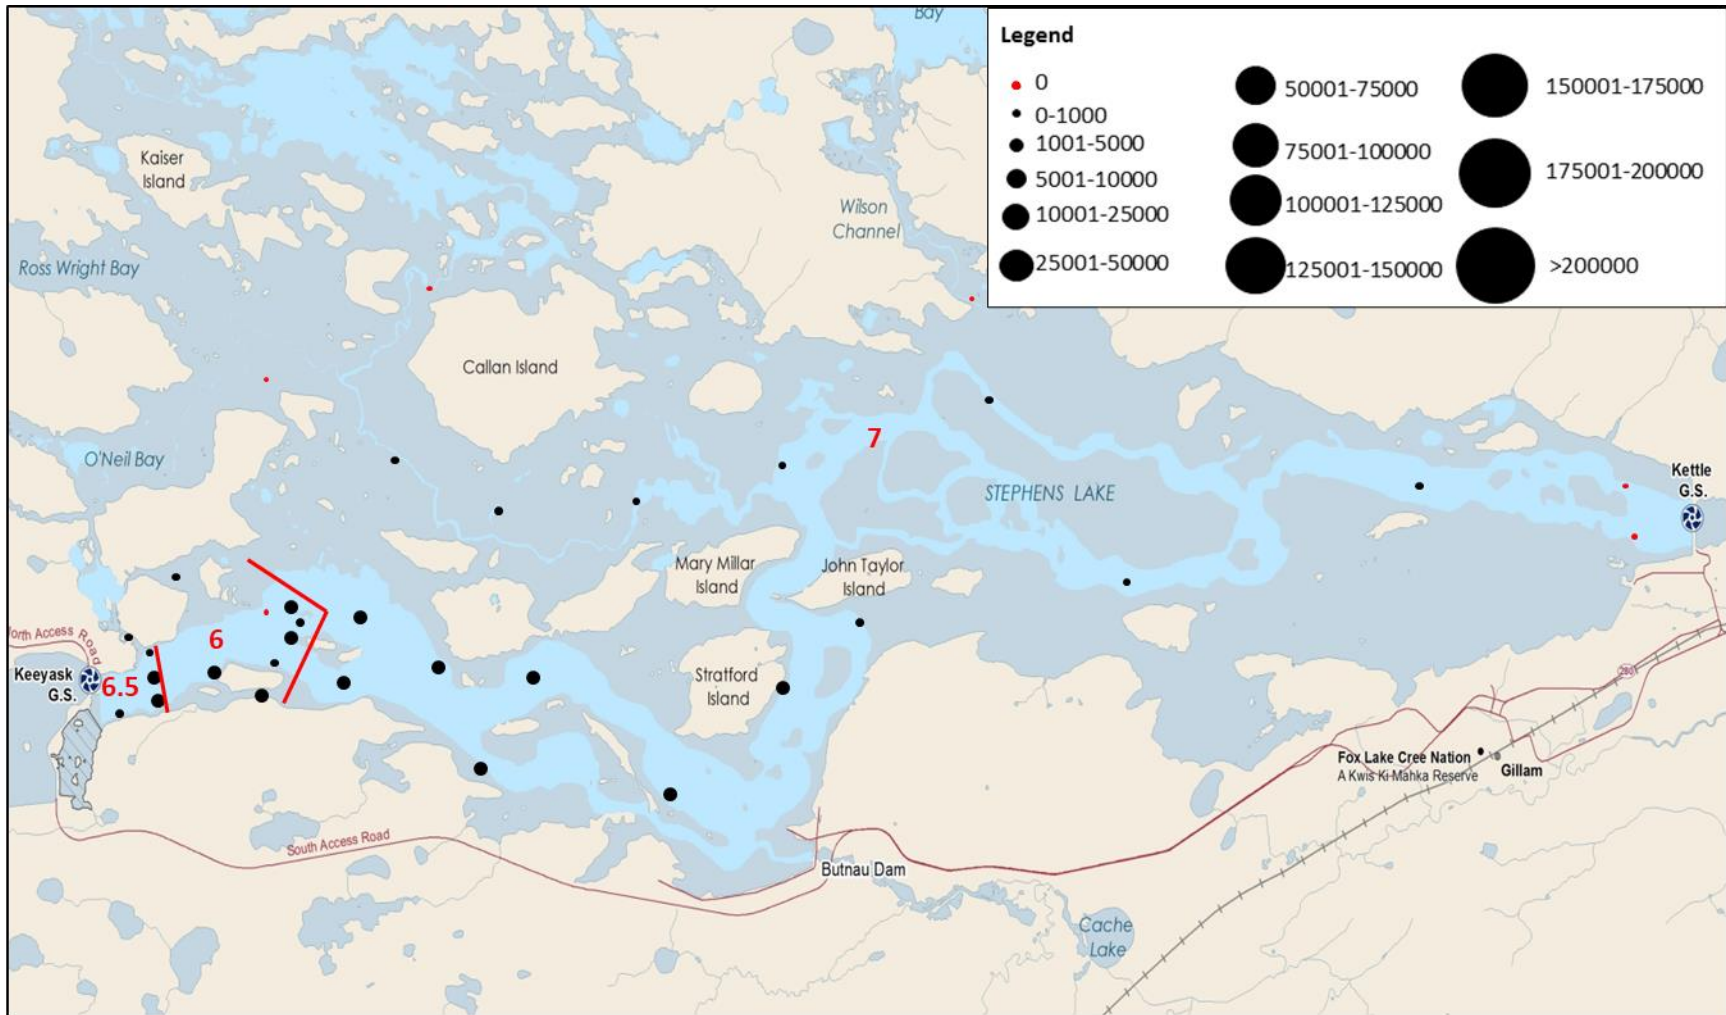 Bay
Legend
0
0-1000
1001-5000
5001-10000
10001-25000
25001-50000
50001-75000
75001-100000
100001-125000
125001-150000
150001-175000
175001-200000
>200000
Kaiser
Island
Wilson
Channel
Ross Wright Bay
Callan Island
O'Neil Bay
7
STEPHENS LAKE
Kettle
G.S.
Mary Millar
Island
John Taylor
Island
North Access Road
6
Keeyask
G.S.
6.5
Stratford
Island
280
Fox Lake Cree Nation
A Kwis Ki Mahka Reserve
Gillam
South Access Road
Butnau Dam
Cache
Lake